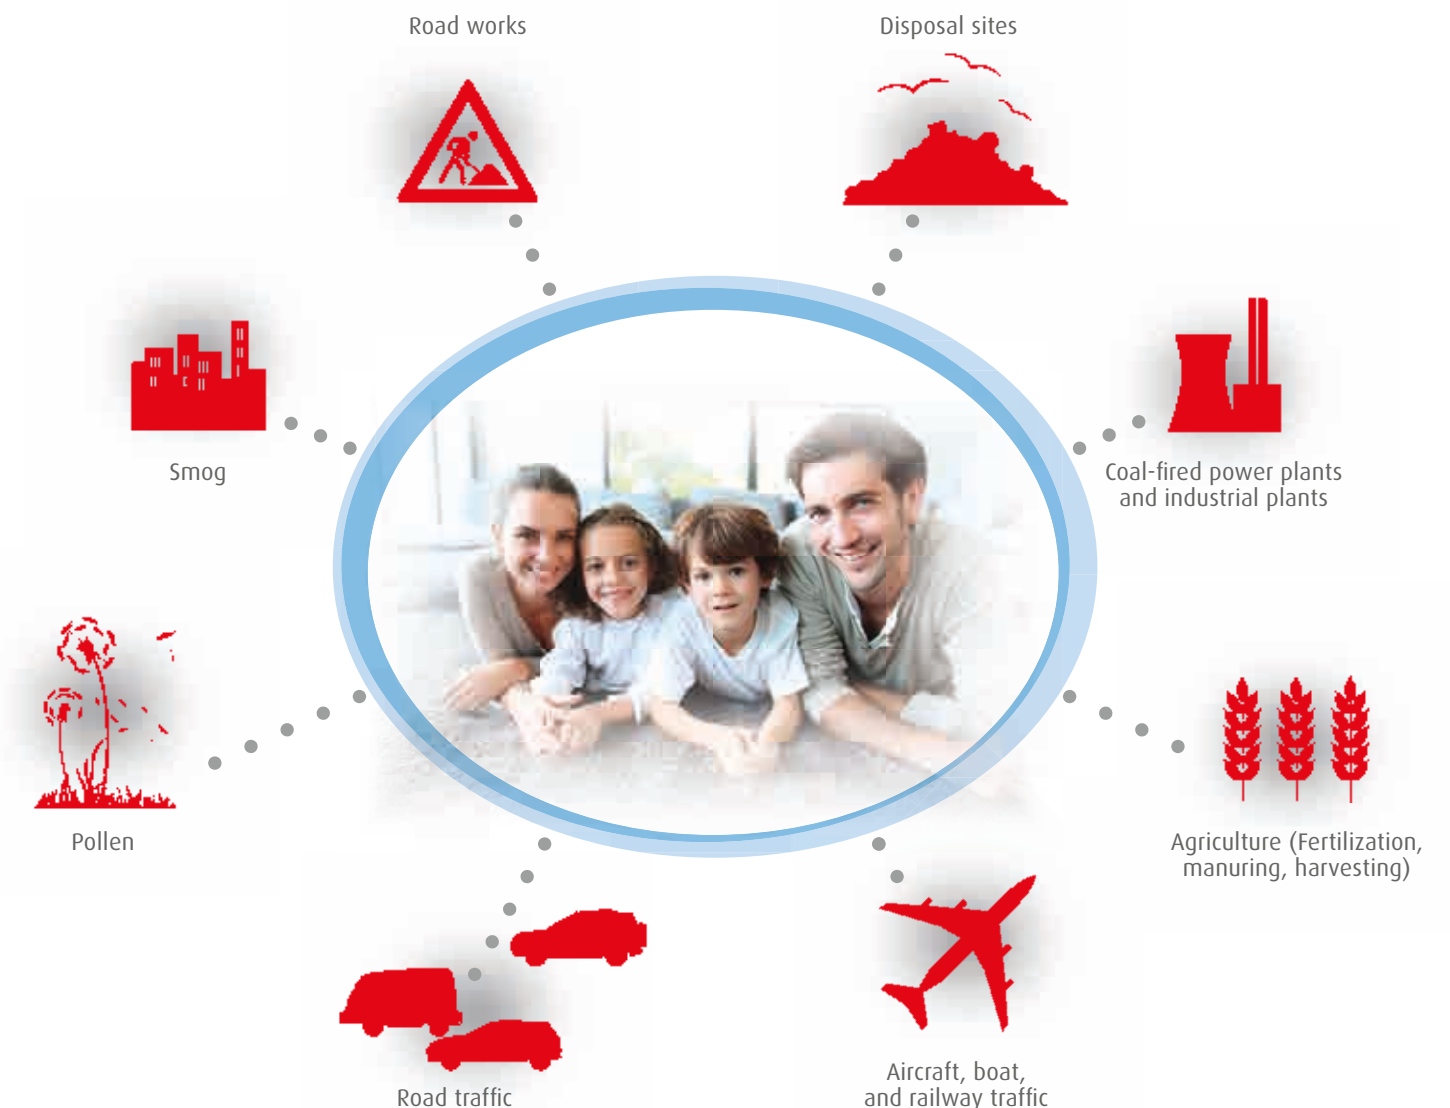 Road works
Disposal sites
Smog
Coal-fired power plants
and industrial plants
Pollen
Agriculture (Fertilization,
manuring, harvesting)
Road traffic
Aircraft, boat,
and railway traffic